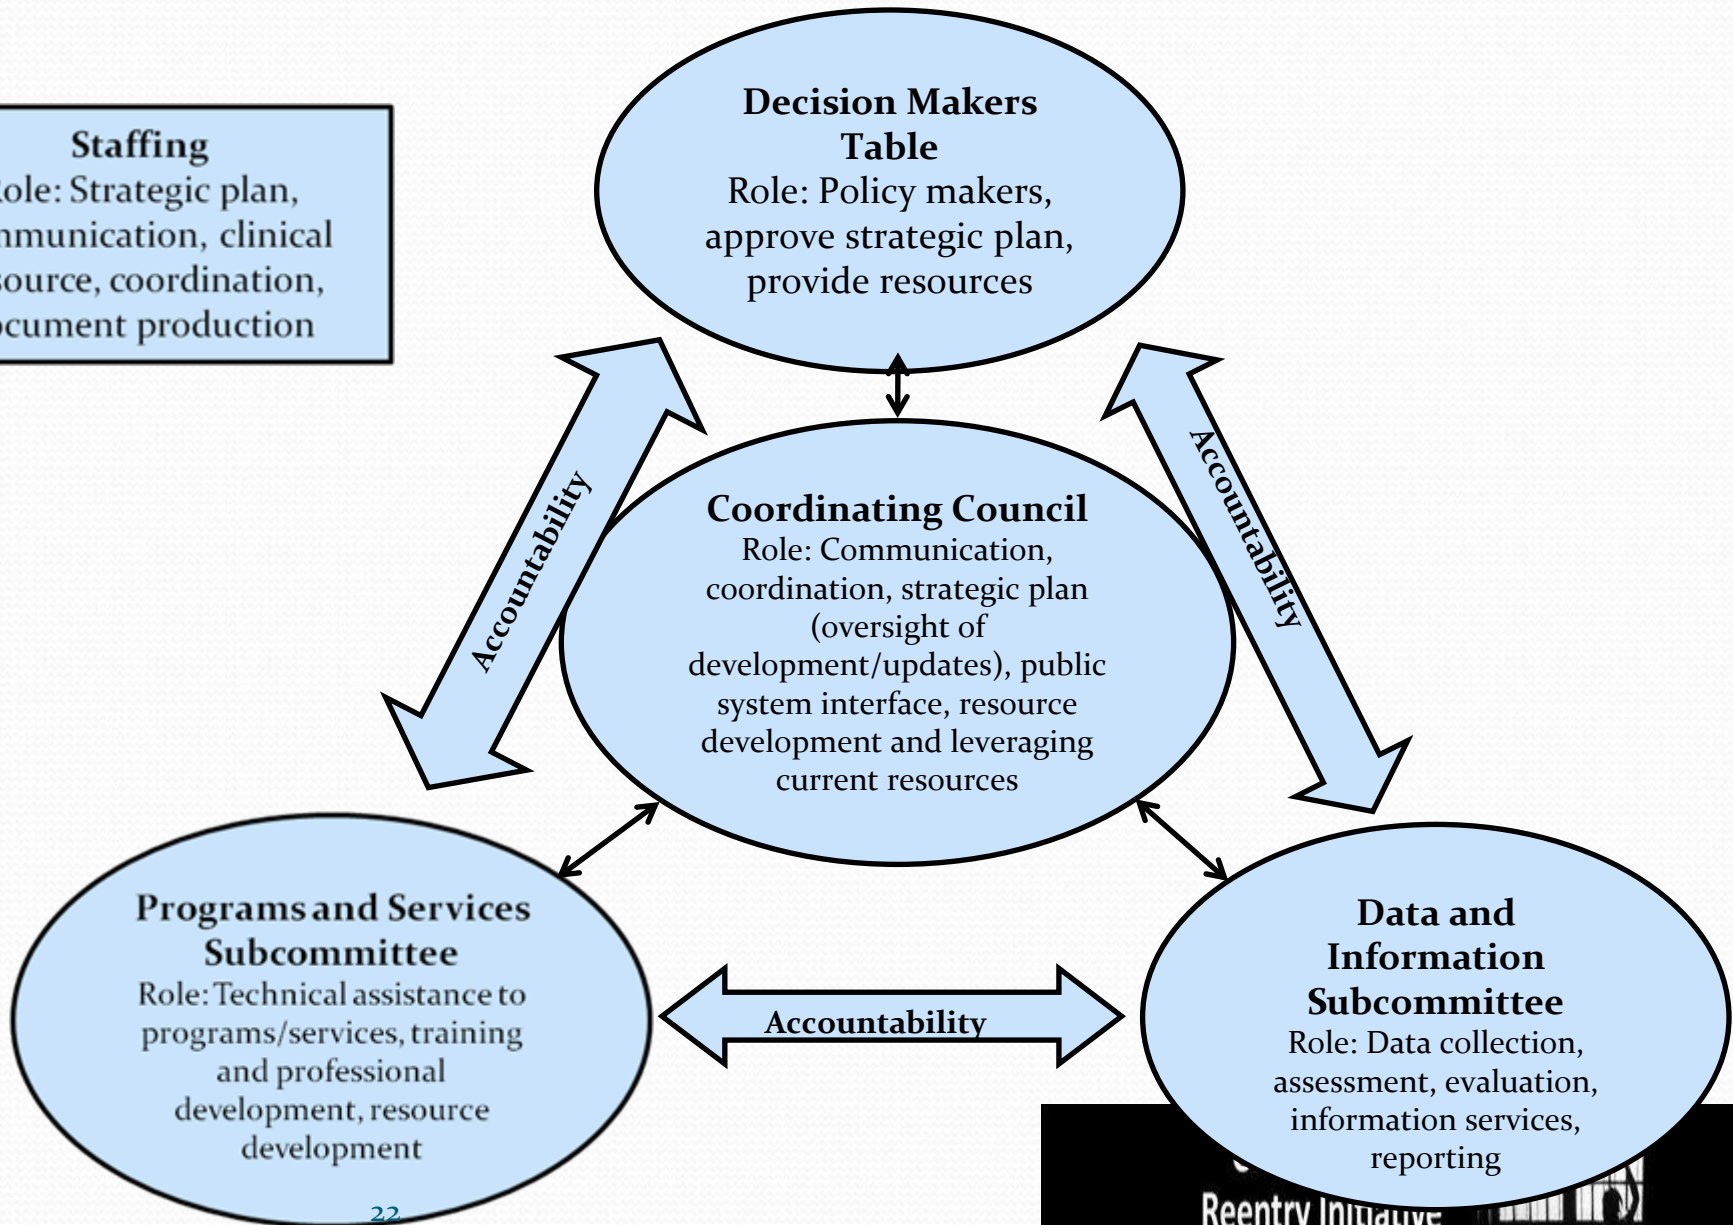 Staffing
ole: Strategic plan,
mmunication, clinical
source, coordination,
ocument production
Decision Makers
Table
Role: Policy makers,
approve strategic plan,
provide resources
Accountability
Accountability
Coordinating Council
Role: Communication,
coordination, strategic plan
(oversight of
development/updates), public
system interface, resource
development and leveraging
current resources
Programs and Services
Subcommittee
Role: Technical assistance to
programs/services, training
and professional
development, resource
development
Accountability
Data and
Information
Subcommittee
Role: Data collection,
assessment, evaluation,
information services,
reporting
Reentry Initiative
22